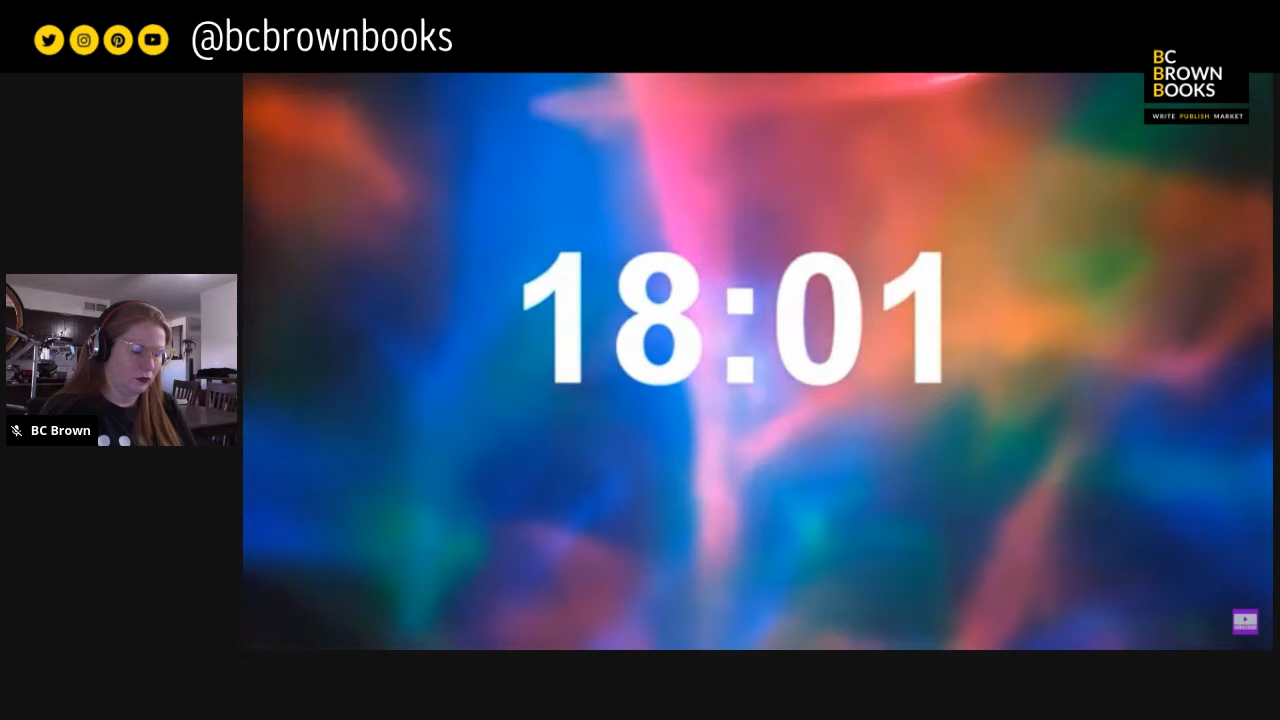 @bcbrownbooks
BC
BROWN
BOOKS
WRITE PUBLISH MARKET
18:01
BC Brown